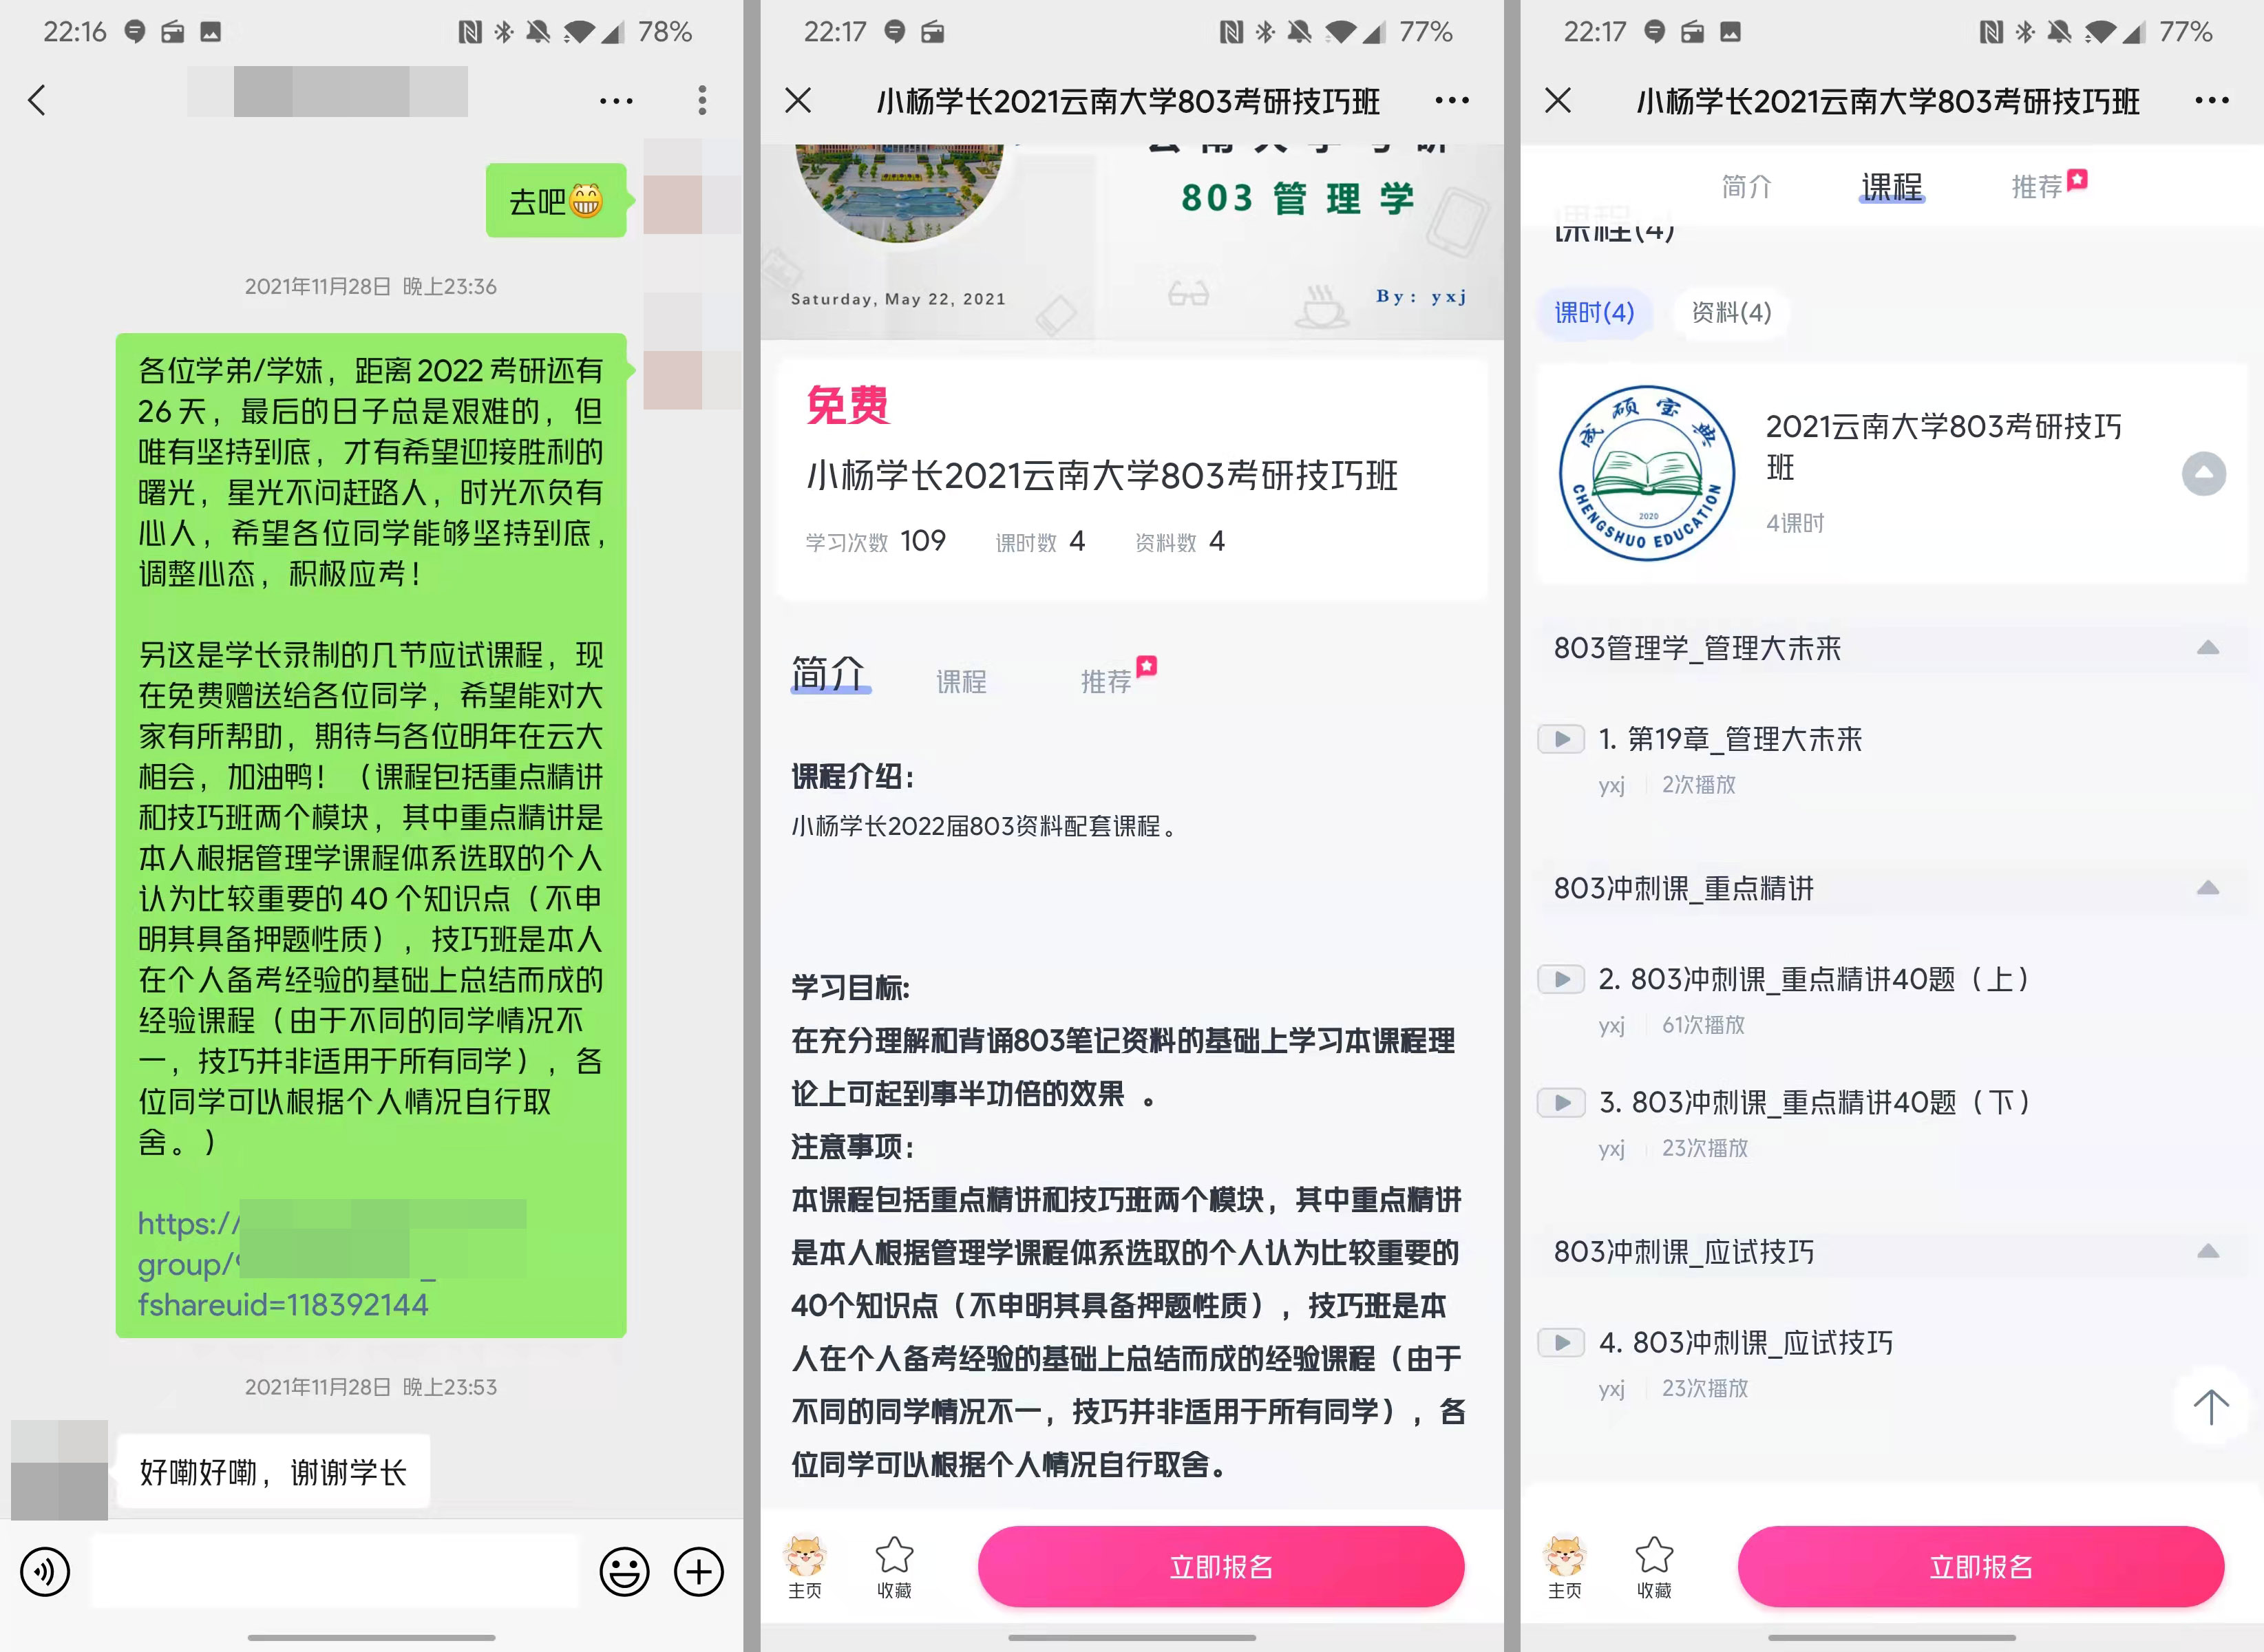 22:16
78%
去吧😁
2021年11月28日 晚上23:36
各位学弟/学妹，距离2022考研还有
26天，最后的日子总是艰难的，但
唯有坚持到底，才有希望迎接胜利的
曙光，星光不问赶路人，时光不负有
心人，希望各位同学能够坚持到底，
调整心态，积极应考！
另这是学长录制的几节应试课程，现
在免费赠送给各位同学，希望能对大
家有所帮助，期待与各位明年在云大
相会，加油鸭！（课程包括重点精讲
和技巧班两个模块，其中重点精讲是
本人根据管理学课程体系选取的个人
认为比较重要的40个知识点（不申
明其具备押题性质），技巧班是本人
在个人备考经验的基础上总结而成的
经验课程（由于不同的同学情况不
一，技巧并非适用于所有同学），各
位同学可以根据个人情况自行取
舍。）
https://
group/
fshareuid=118392144
2021年11月28日 晚上23:53
好嘞好嘞，谢谢学长
22:17
77%
小杨学长2021云南大学803考研技巧班
云南大学考研
803 管理学
Saturday, May 22, 2021
By: yxj
免费
小杨学长2021云南大学803考研技巧班
学习次数 109 课时数 4 资料数 4
简介 课程 推荐
课程介绍：
小杨学长2022届803资料配套课程。
学习目标:
在充分理解和背诵803笔记资料的基础上学习本课程理
论上可起到事半功倍的效果 。
注意事项：
本课程包括重点精讲和技巧班两个模块，其中重点精讲
是本人根据管理学课程体系选取的个人认为比较重要的
40个知识点（不申明其具备押题性质），技巧班是本
人在个人备考经验的基础上总结而成的经验课程（由于
不同的同学情况不一，技巧并非适用于所有同学），各
位同学可以根据个人情况自行取舍。
主页 收藏 立即报名
22:17
77%
小杨学长2021云南大学803考研技巧班
简介 课程 推荐
课程(4)
课时(4) 资料(4)
成硕宝典
CHENGSHUO EDUCATION
2020
2021云南大学803考研技巧
班
4课时
803管理学_管理大未来
1. 第19章_管理大未来
yxj 2次播放
803冲刺课_重点精讲
2. 803冲刺课_重点精讲40题（上）
yxj 61次播放
3. 803冲刺课_重点精讲40题（下）
yxj 23次播放
803冲刺课_应试技巧
4. 803冲刺课_应试技巧
yxj 23次播放
主页 收藏 立即报名